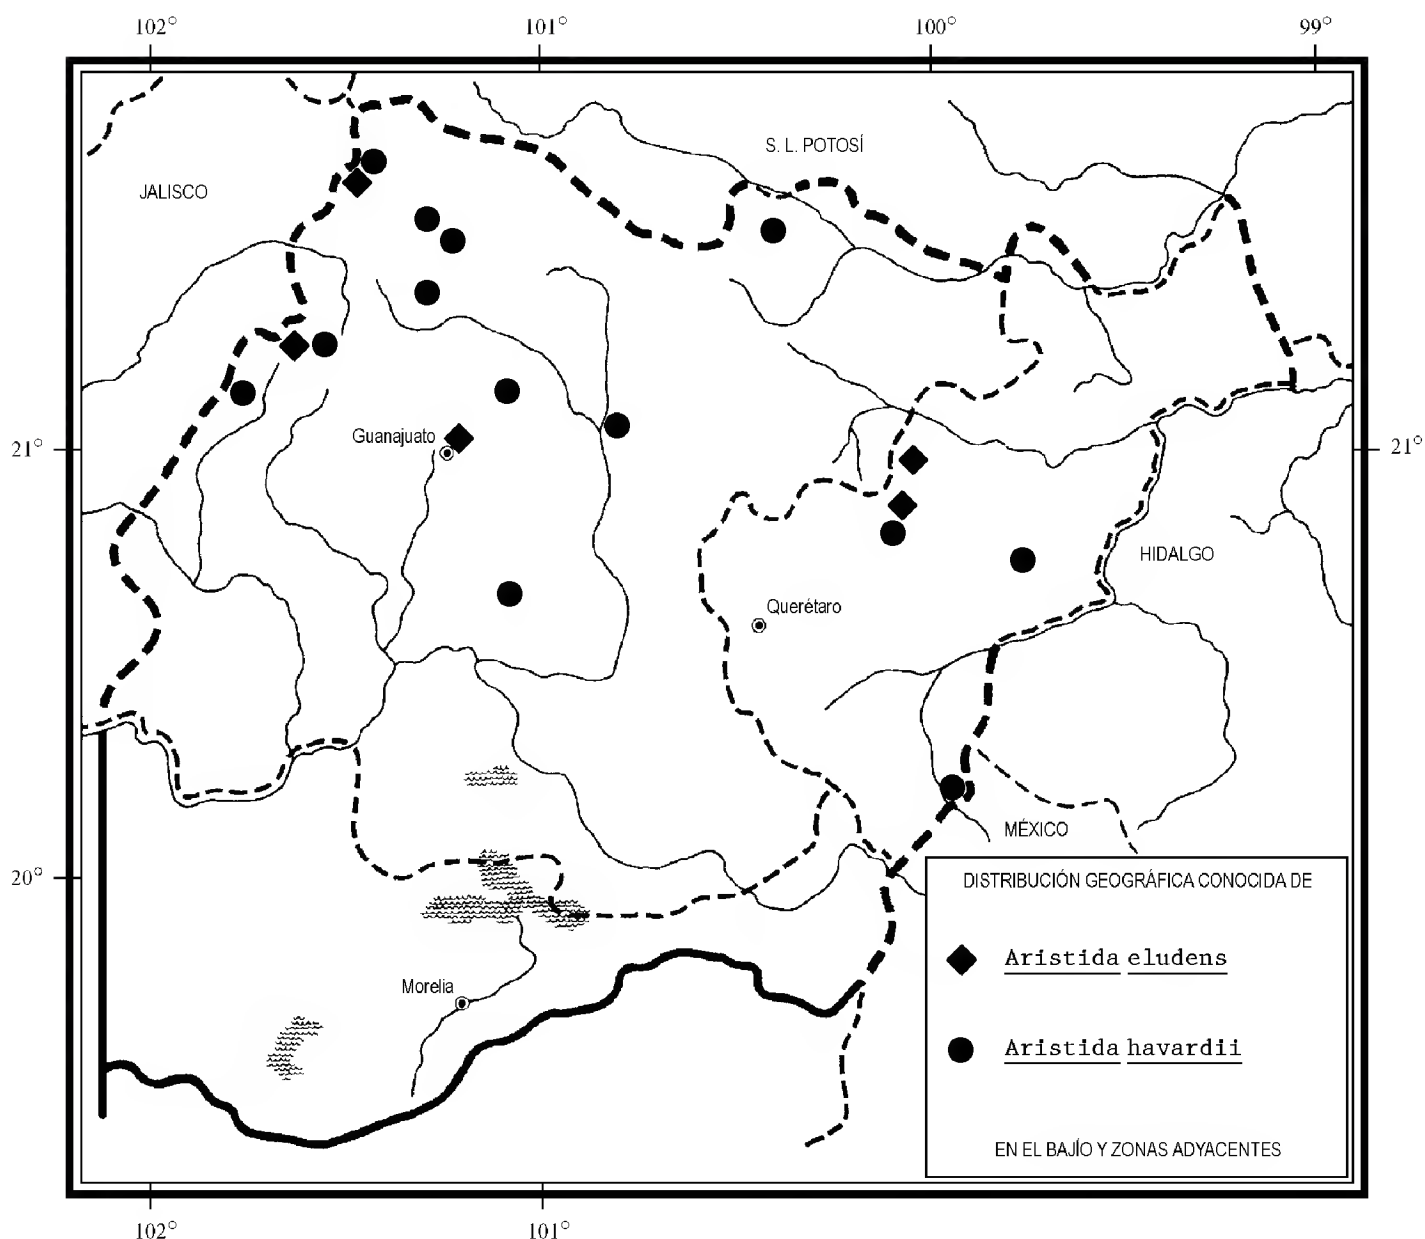 102° 101° 100° 99°
S. L. POTOSÍ
JALISCO
Guanajuato
21° 21°
HIDALGO
Querétaro
MÉXICO
20°
DISTRIBUCIÓN GEOGRÁFICA CONOCIDA DE
Aristida eludens
Morelia
Aristida havardii
EN EL BAJÍO Y ZONAS ADYACENTES
102° 101°